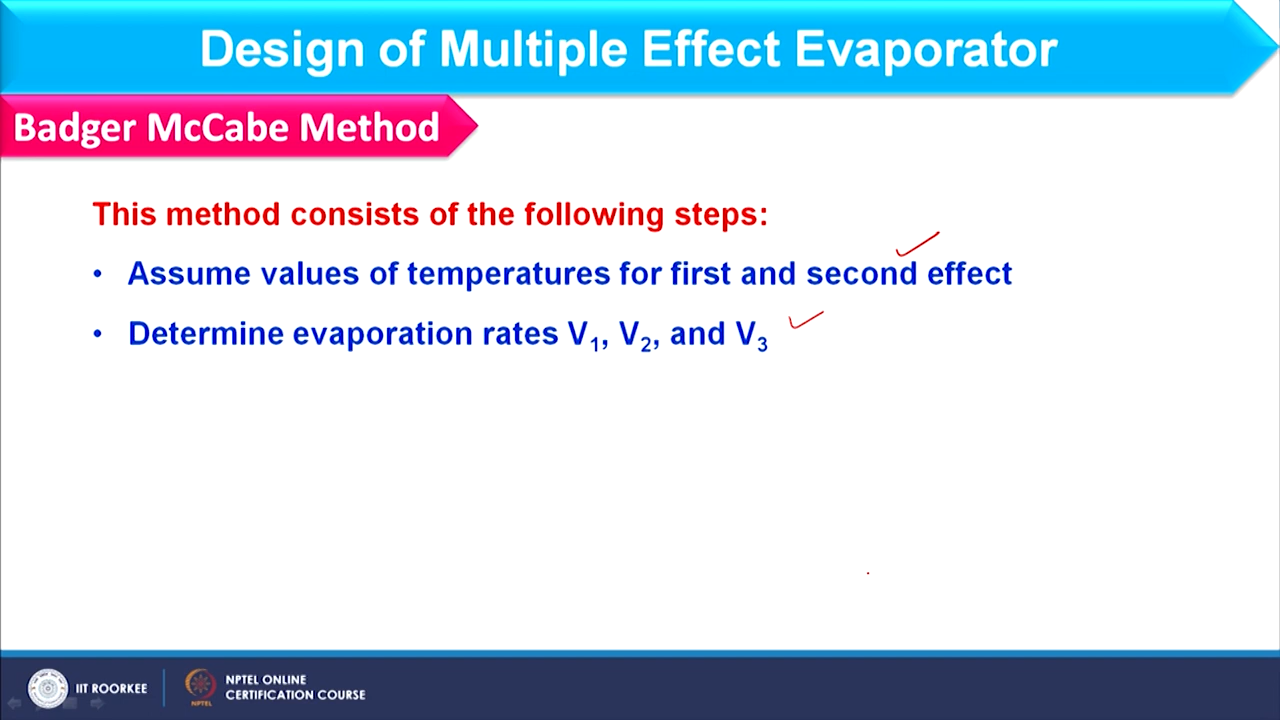 Design of Multiple Effect Evaporator
Badger McCabe Method
This method consists of the following steps:
• Assume values of temperatures for first and second effect
• Determine evaporation rates V₁, V₂, and V₃
IIT ROORKEE
NPTEL
NPTEL ONLINE
CERTIFICATION COURSE